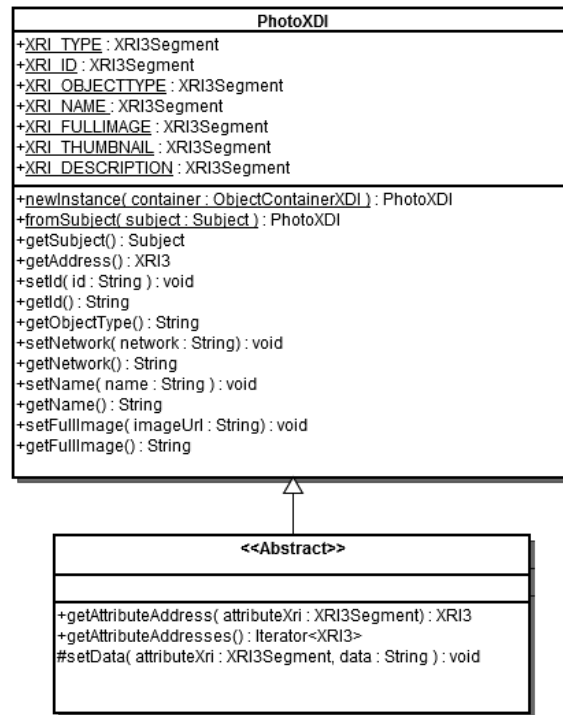 PhotoXDI
+XRI_TYPE : XRI3Segment
+XRI_ID : XRI3Segment
+XRI_OBJECTTYPE : XRI3Segment
+XRI_NAME : XRI3Segment
+XRI_FULLIMAGE : XRI3Segment
+XRI_THUMBNAIL : XRI3Segment
+XRI_DESCRIPTION : XRI3Segment
+newInstance( container : ObjectContainerXDI ) : PhotoXDI
+fromSubject( subject : Subject ) : PhotoXDI
+getSubject() : Subject
+getAddress() : XRI3
+setId( id : String ) : void
+getId() : String
+getObjectType() : String
+setNetwork( network : String) : void
+getNetwork() : String
+setName( name : String ) : void
+getName() : String
+setFullImage( imageUrl : String) : void
+getFullImage() : String
<<Abstract>>
+getAttributeAddress( attributeXri : XRI3Segment) : XRI3
+getAttributeAddresses() : Iterator<XRI3>
#setData( attributeXri : XRI3Segment, data : String ) : void